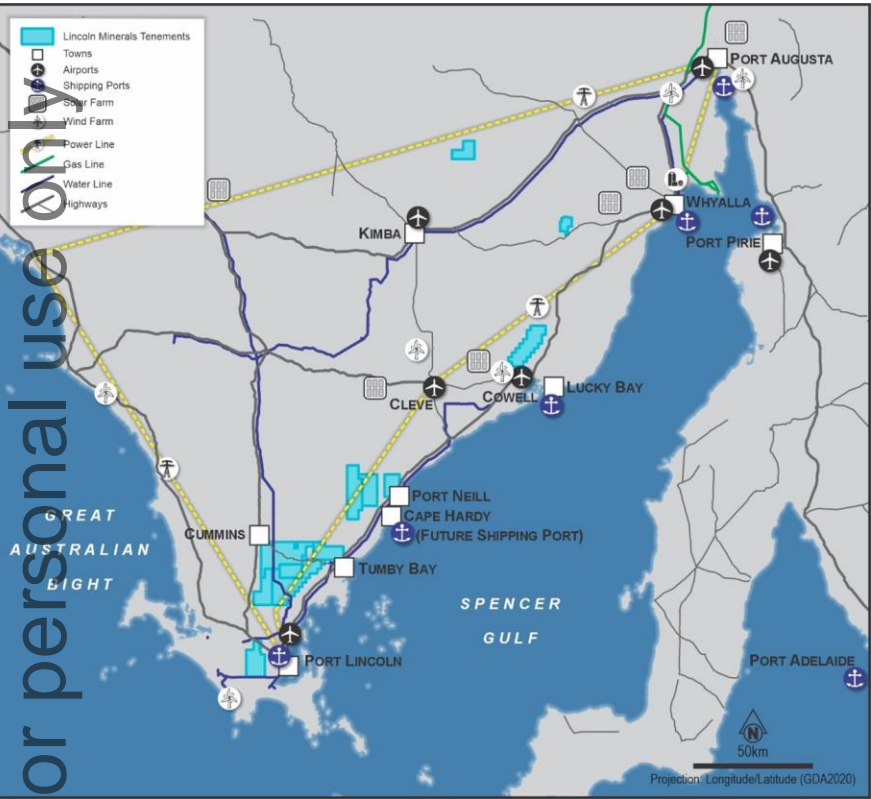 Lincoln Minerals Tenements
Towns
Airports
Shipping Ports
Solar Farm
Wind Farm
Power Line
Gas Line
Water Line
Highways
or personal use only
PORT AUGUSTA
WHYALLA
PORT PIRIE
KIMBA
CLEVE
COWELL
LUCKY BAY
PORT NEILL
CAPE HARDY
(FUTURE SHIPPING PORT)
CUMMINS
TUMBY BAY
GREAT
AUSTRALIAN
BIGHT
SPENCER
GULF
PORT LINCOLN
PORT ADELAIDE
N
50km
Projection: Longitude/Latitude (GDA2020)